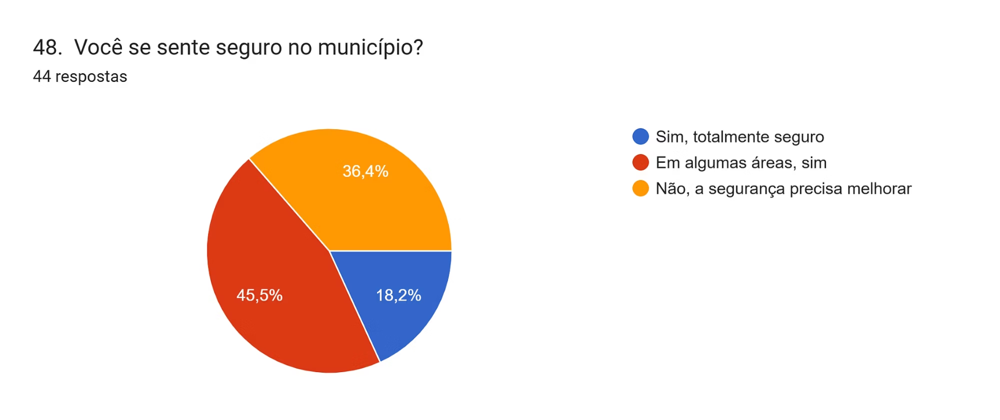 48. Você se sente seguro no município?
44 respostas
Sim, totalmente seguro
Em algumas áreas, sim
Não, a segurança precisa melhorar
36,4%
45,5%
18,2%